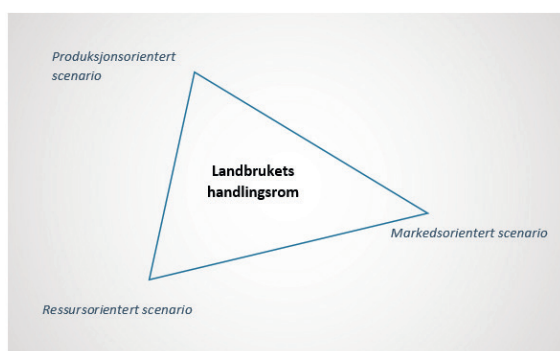 Produksjonsorientert
scenario
Landbrukets
handlingsrom
Markedsorientert scenario
Ressursorientert scenario